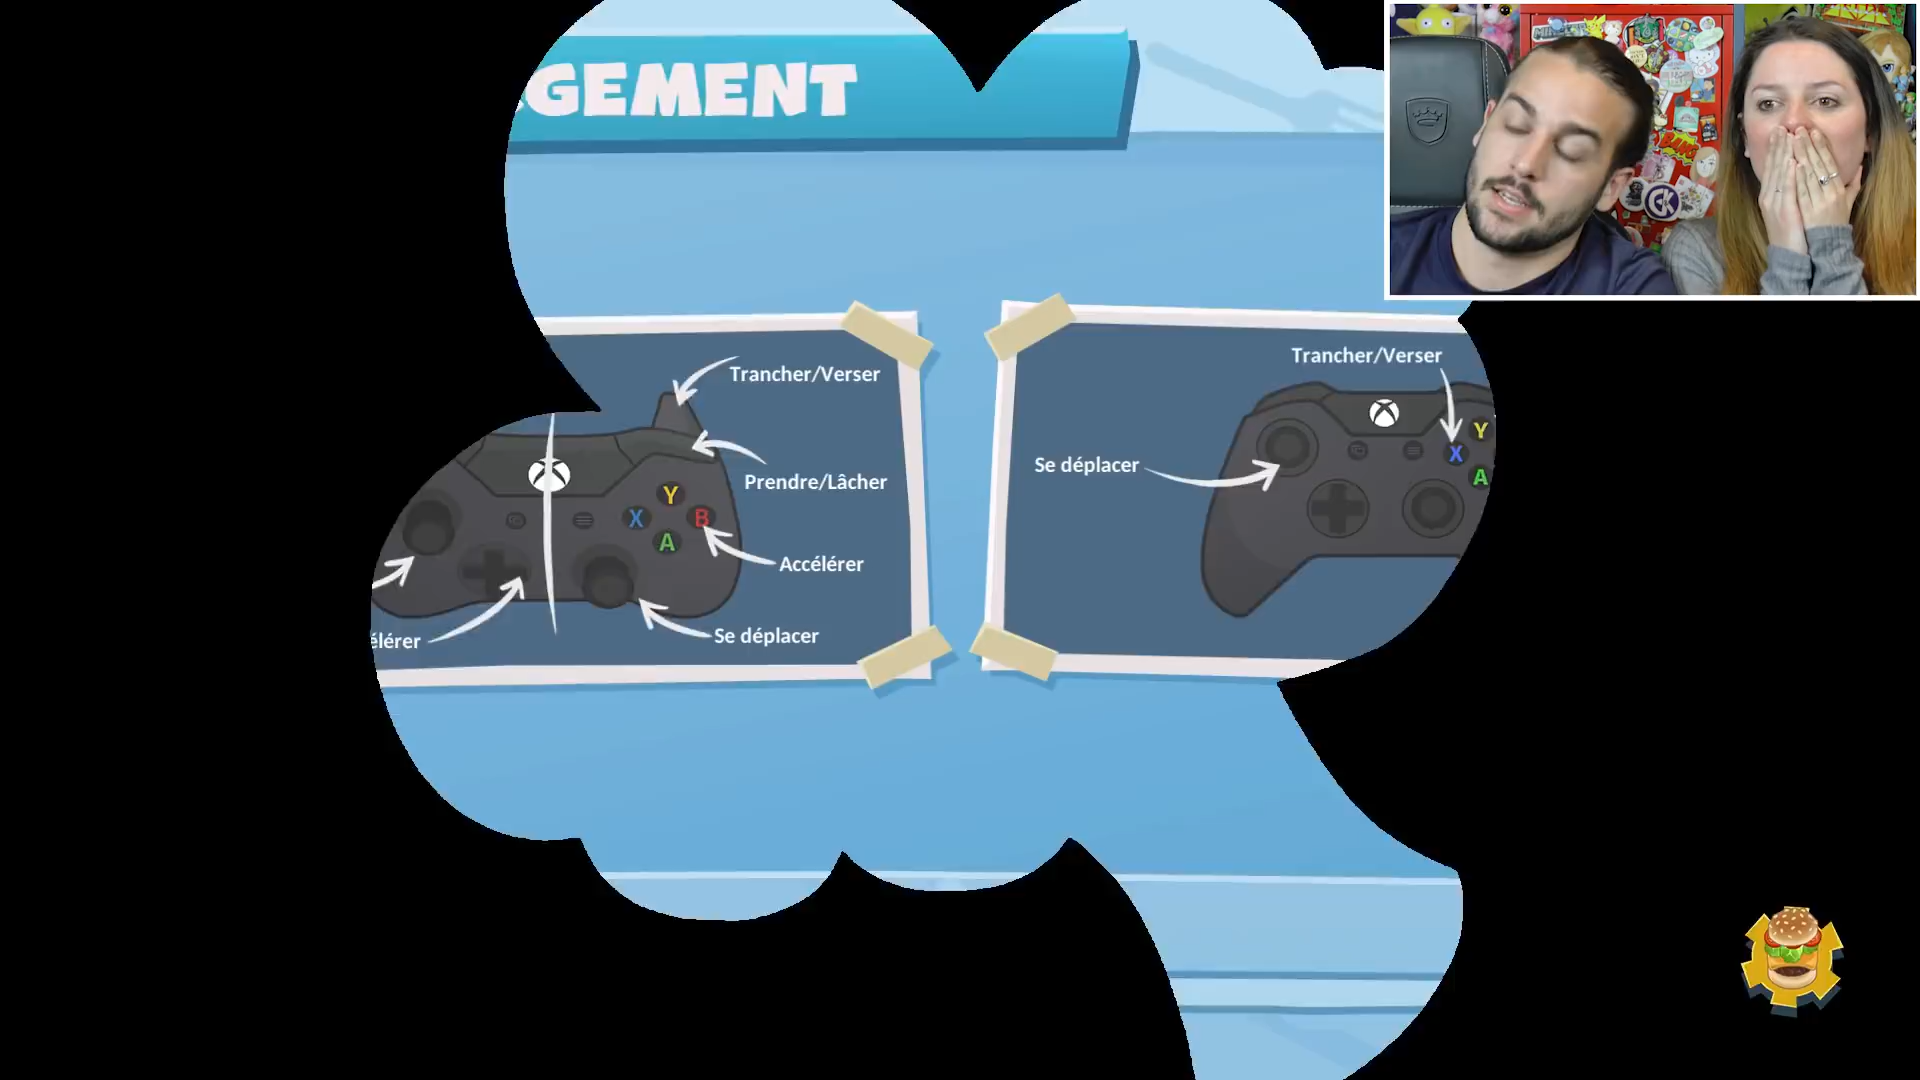 GEMENT
Trancher/Verser
Prendre/Lâcher
Y
X
B
A
Accélérer
élérer
Se déplacer
Trancher/Verser
Y
X
A
Se déplacer